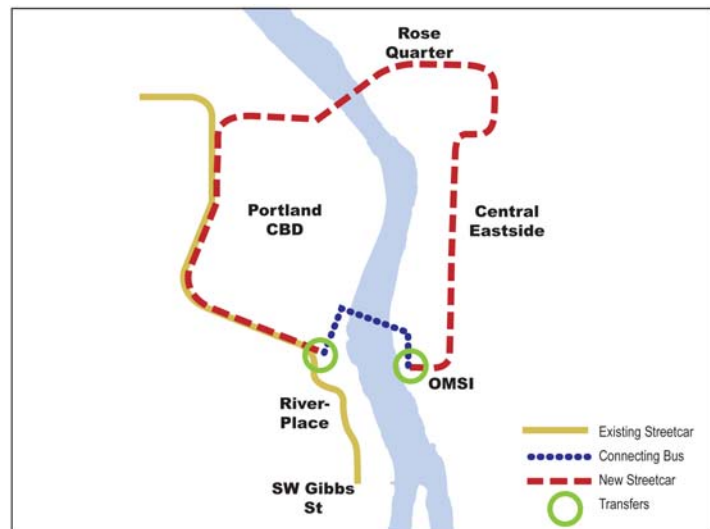 Rose
Quarter
Portland
CBD
Central
Eastside
OMSI
River-
Place
SW Gibbs
St
Existing Streetcar
Connecting Bus
New Streetcar
Transfers